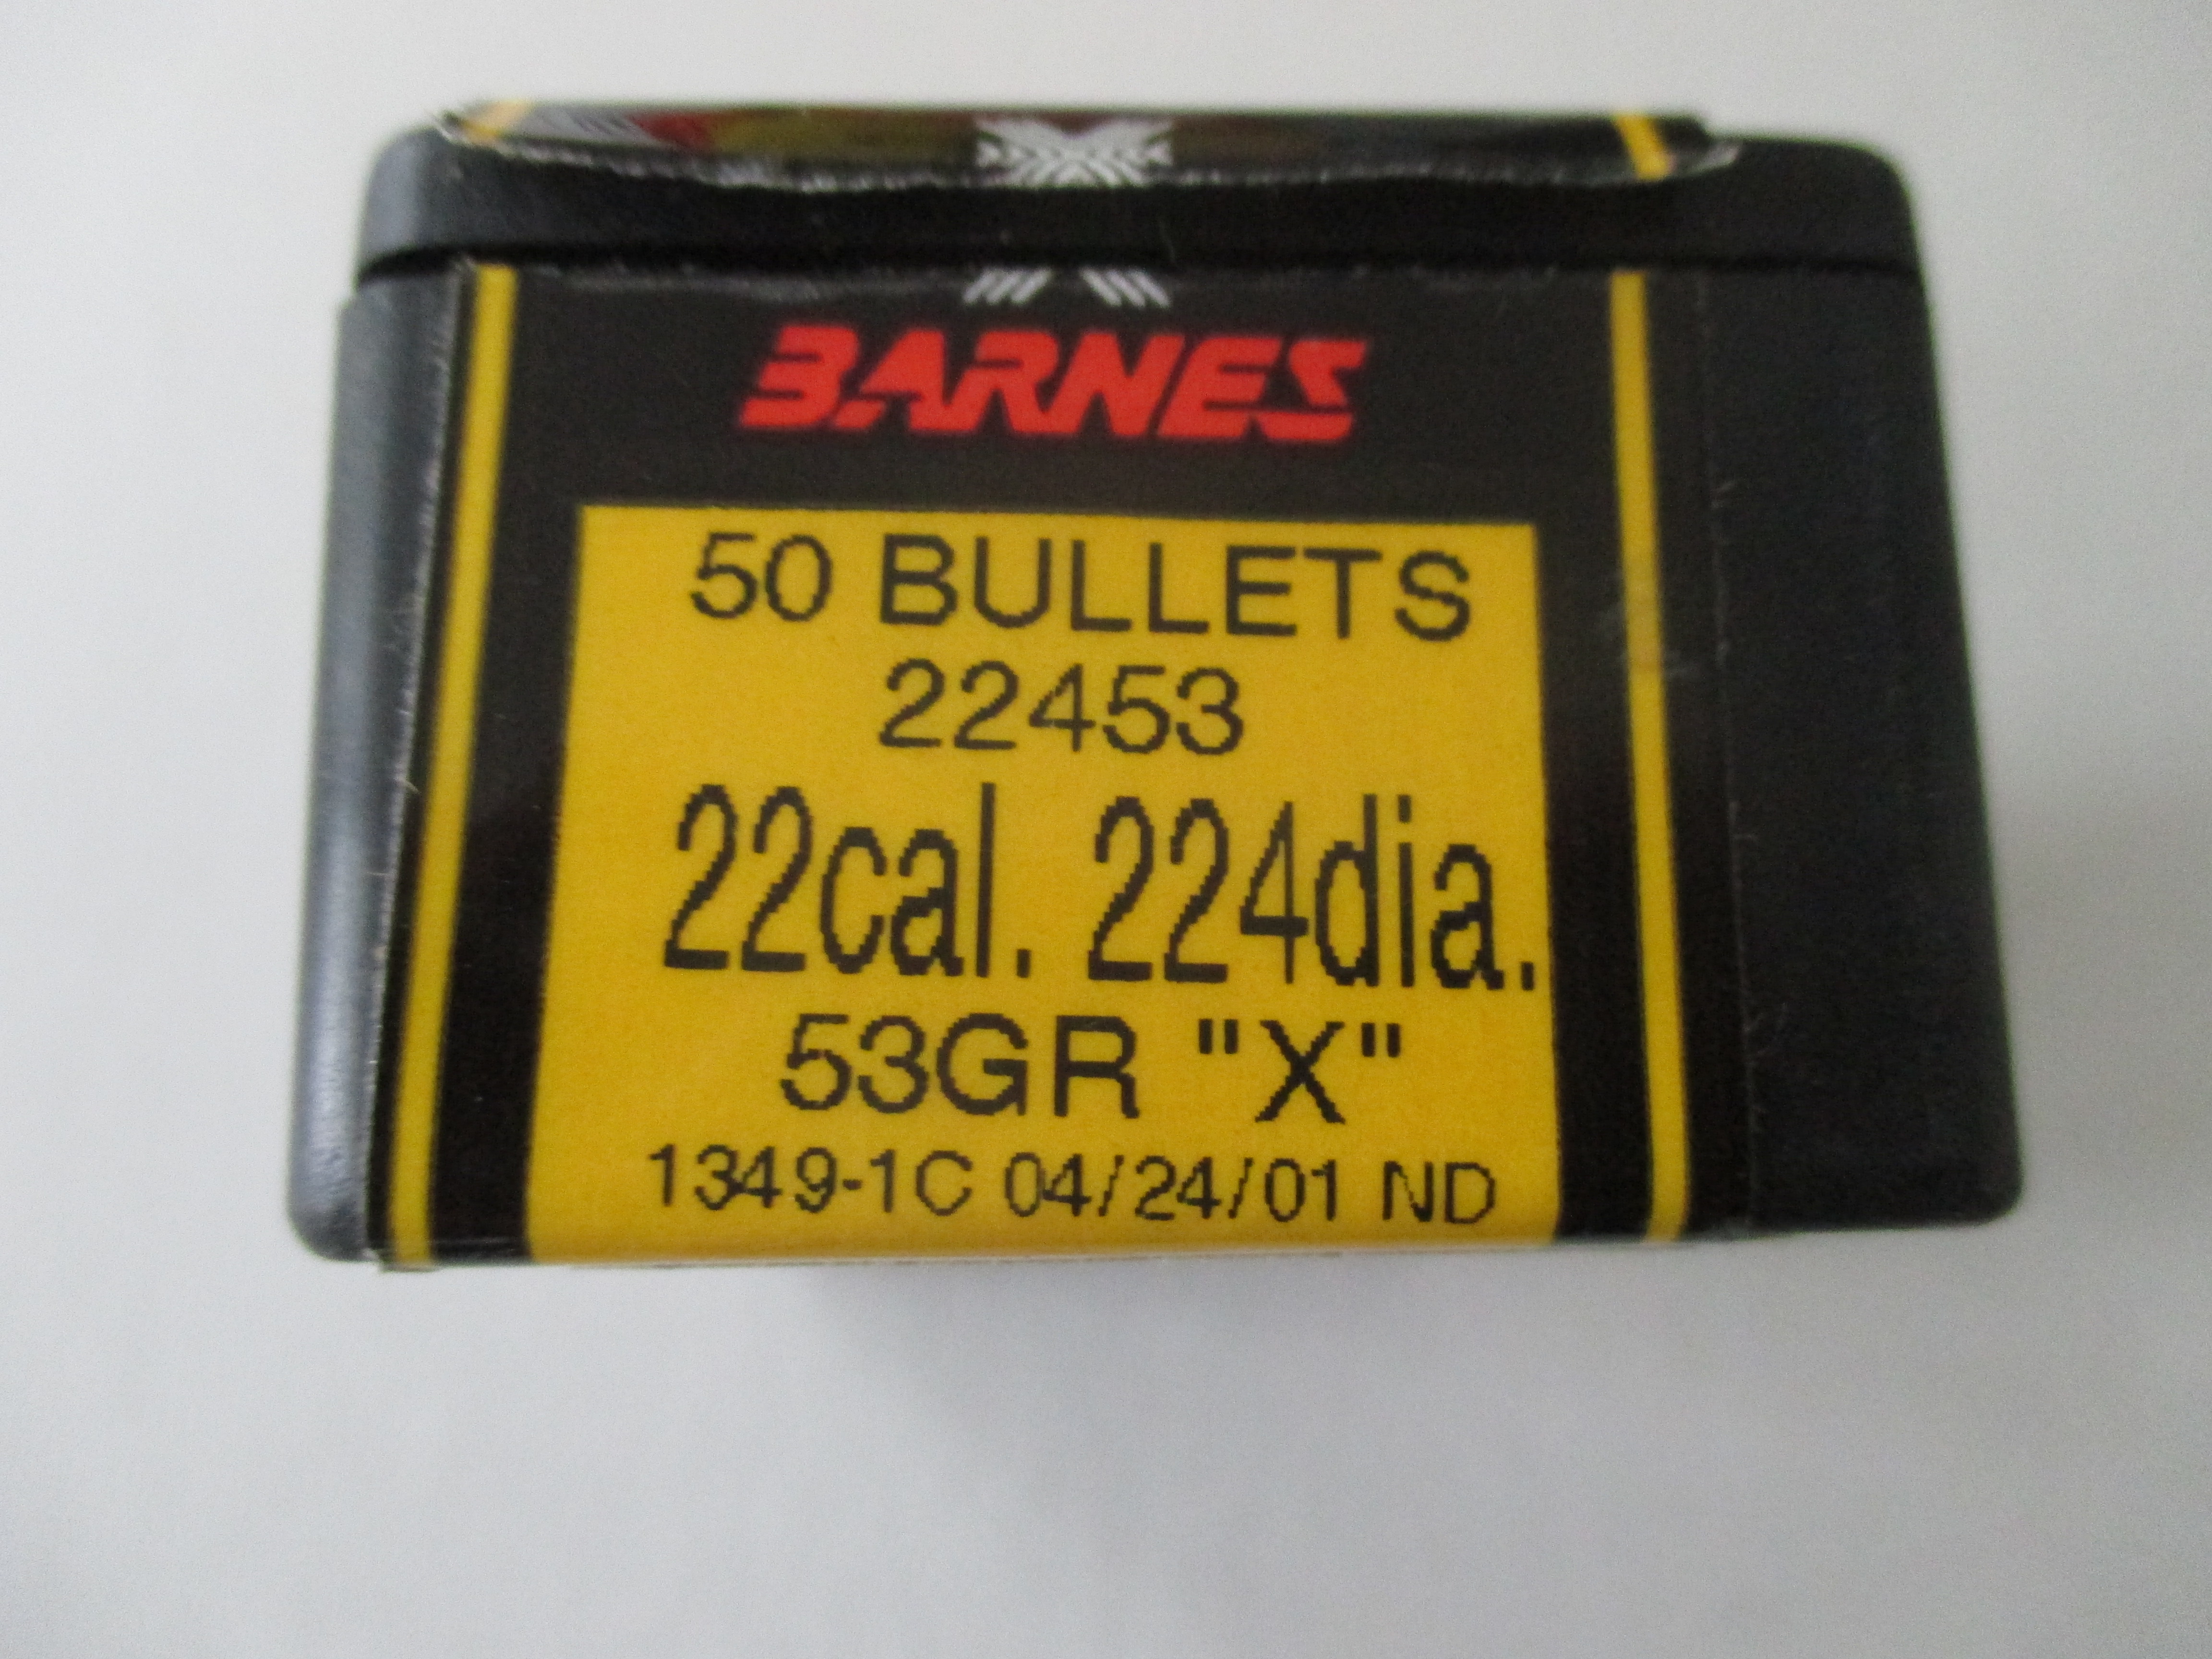 BARNES
50 BULLETS
22453
22cal. 224dia.
53GR "X"
1349-1C 04/24/01 ND